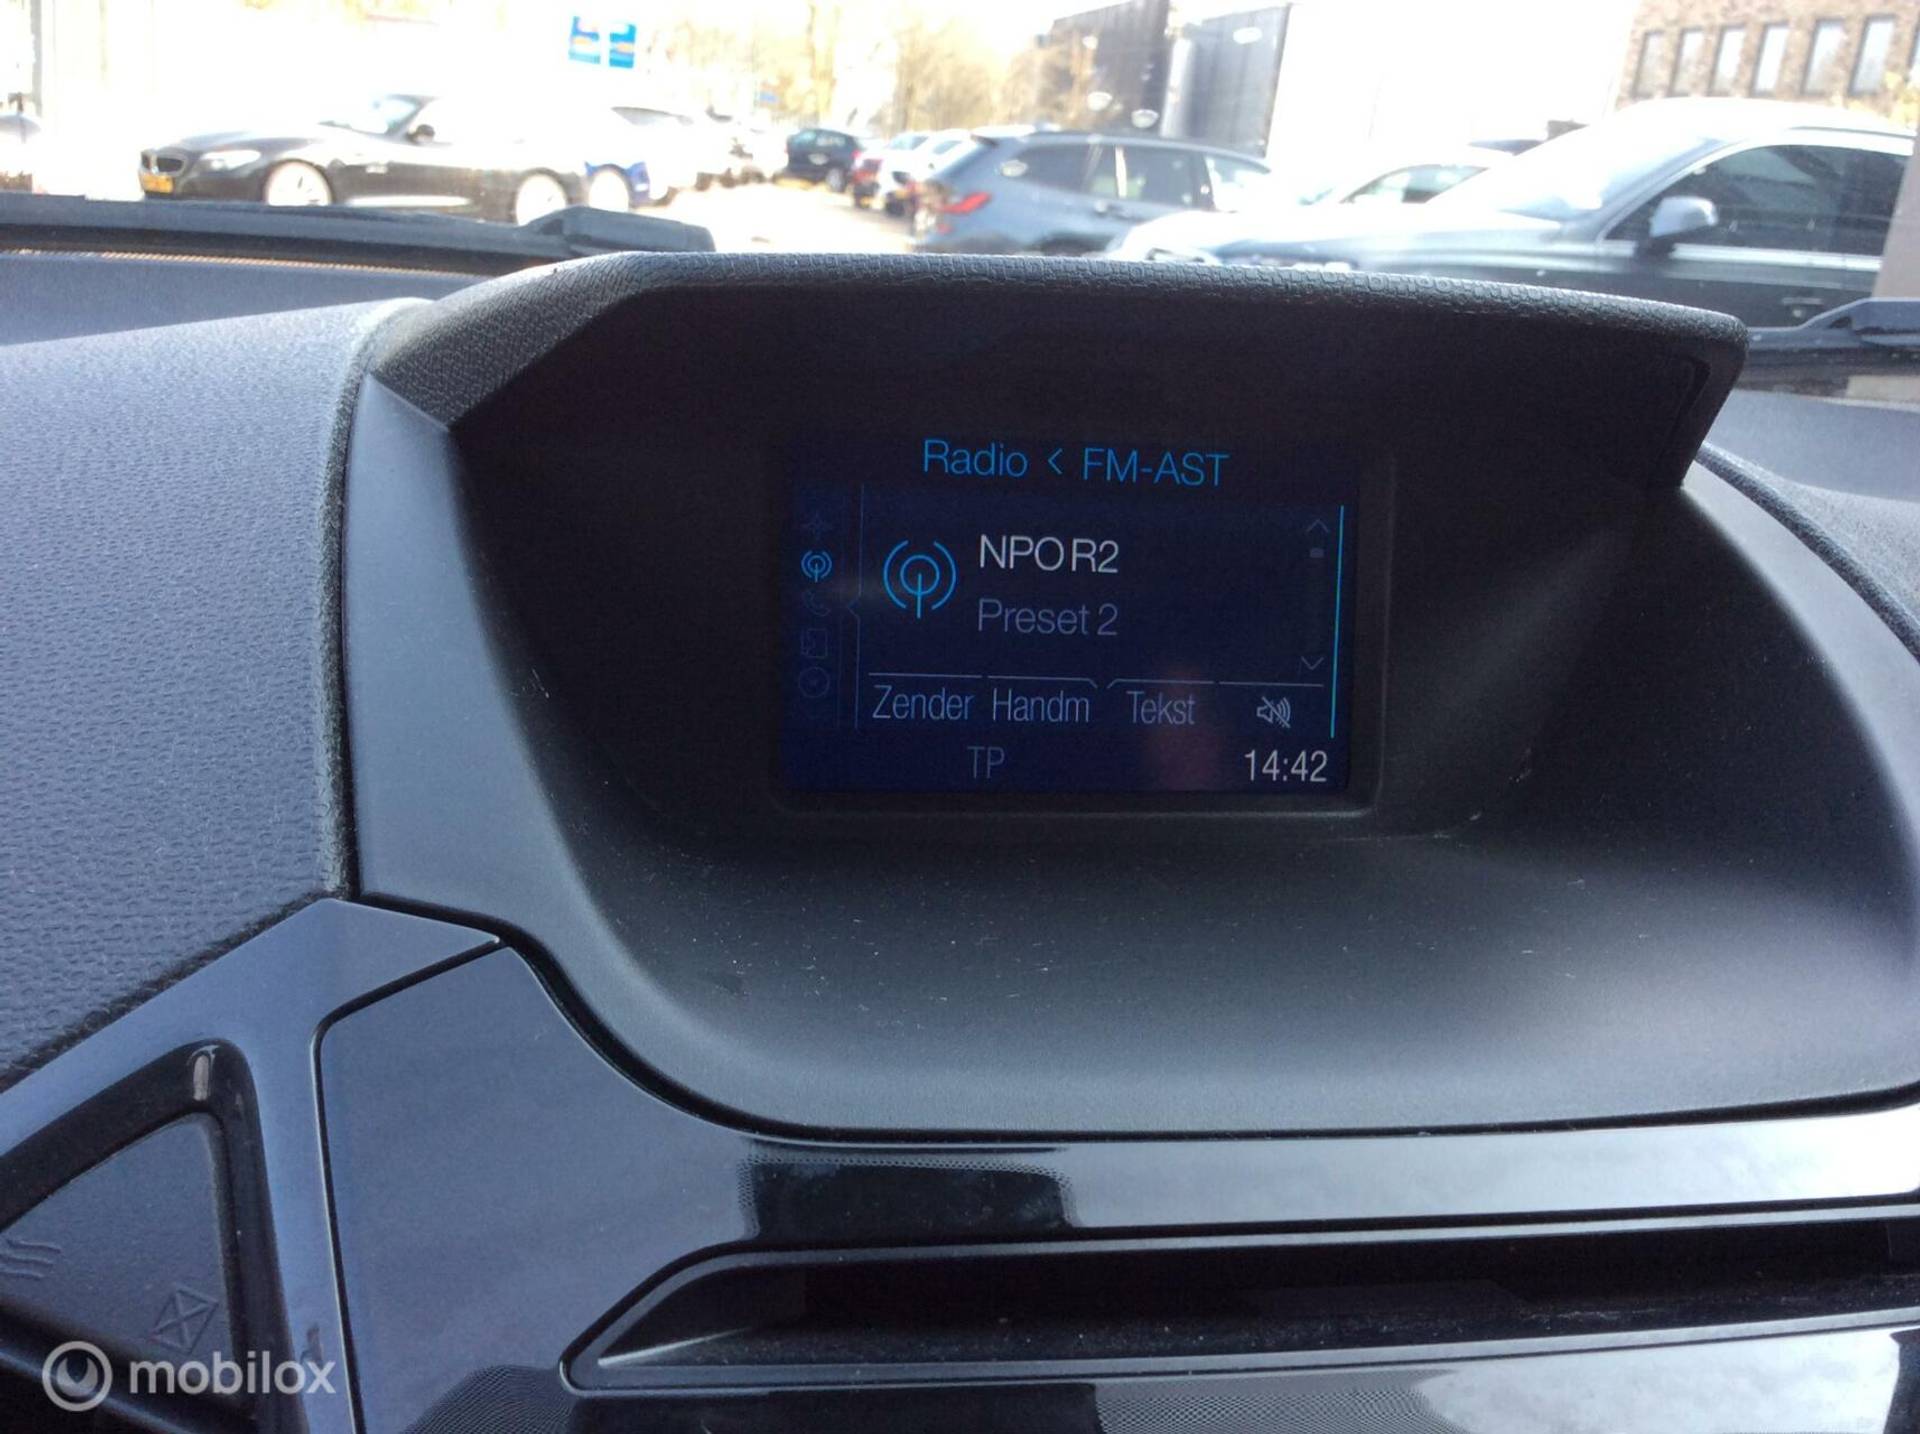 Radio < FM-AST
NPO R2
Preset 2
Zender Handm Tekst
TP 14:42
mobilox